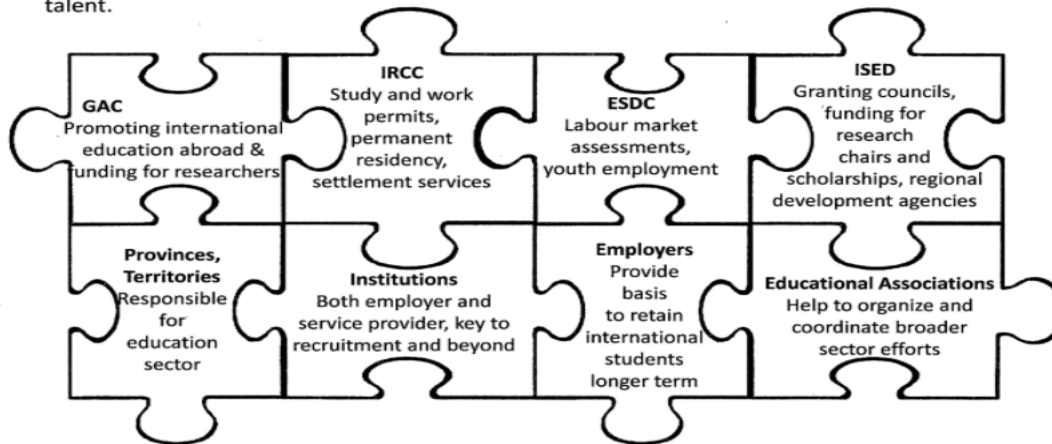 talent.
GAC
Promoting international
education abroad &
funding for researchers
IRCC
Study and work
permits,
permanent
residency,
settlement services
ESDC
Labour market
assessments,
youth employment
ISED
Granting councils,
funding for
research
chairs and
scholarships, regional
development agencies
Provinces,
Territories
Responsible
for
education
sector
Institutions
Both employer and
service provider, key to
recruitment and beyond
Employers
Provide
basis
to retain
international
students
longer term
Educational Associations
Help to organize and
coordinate broader
sector efforts